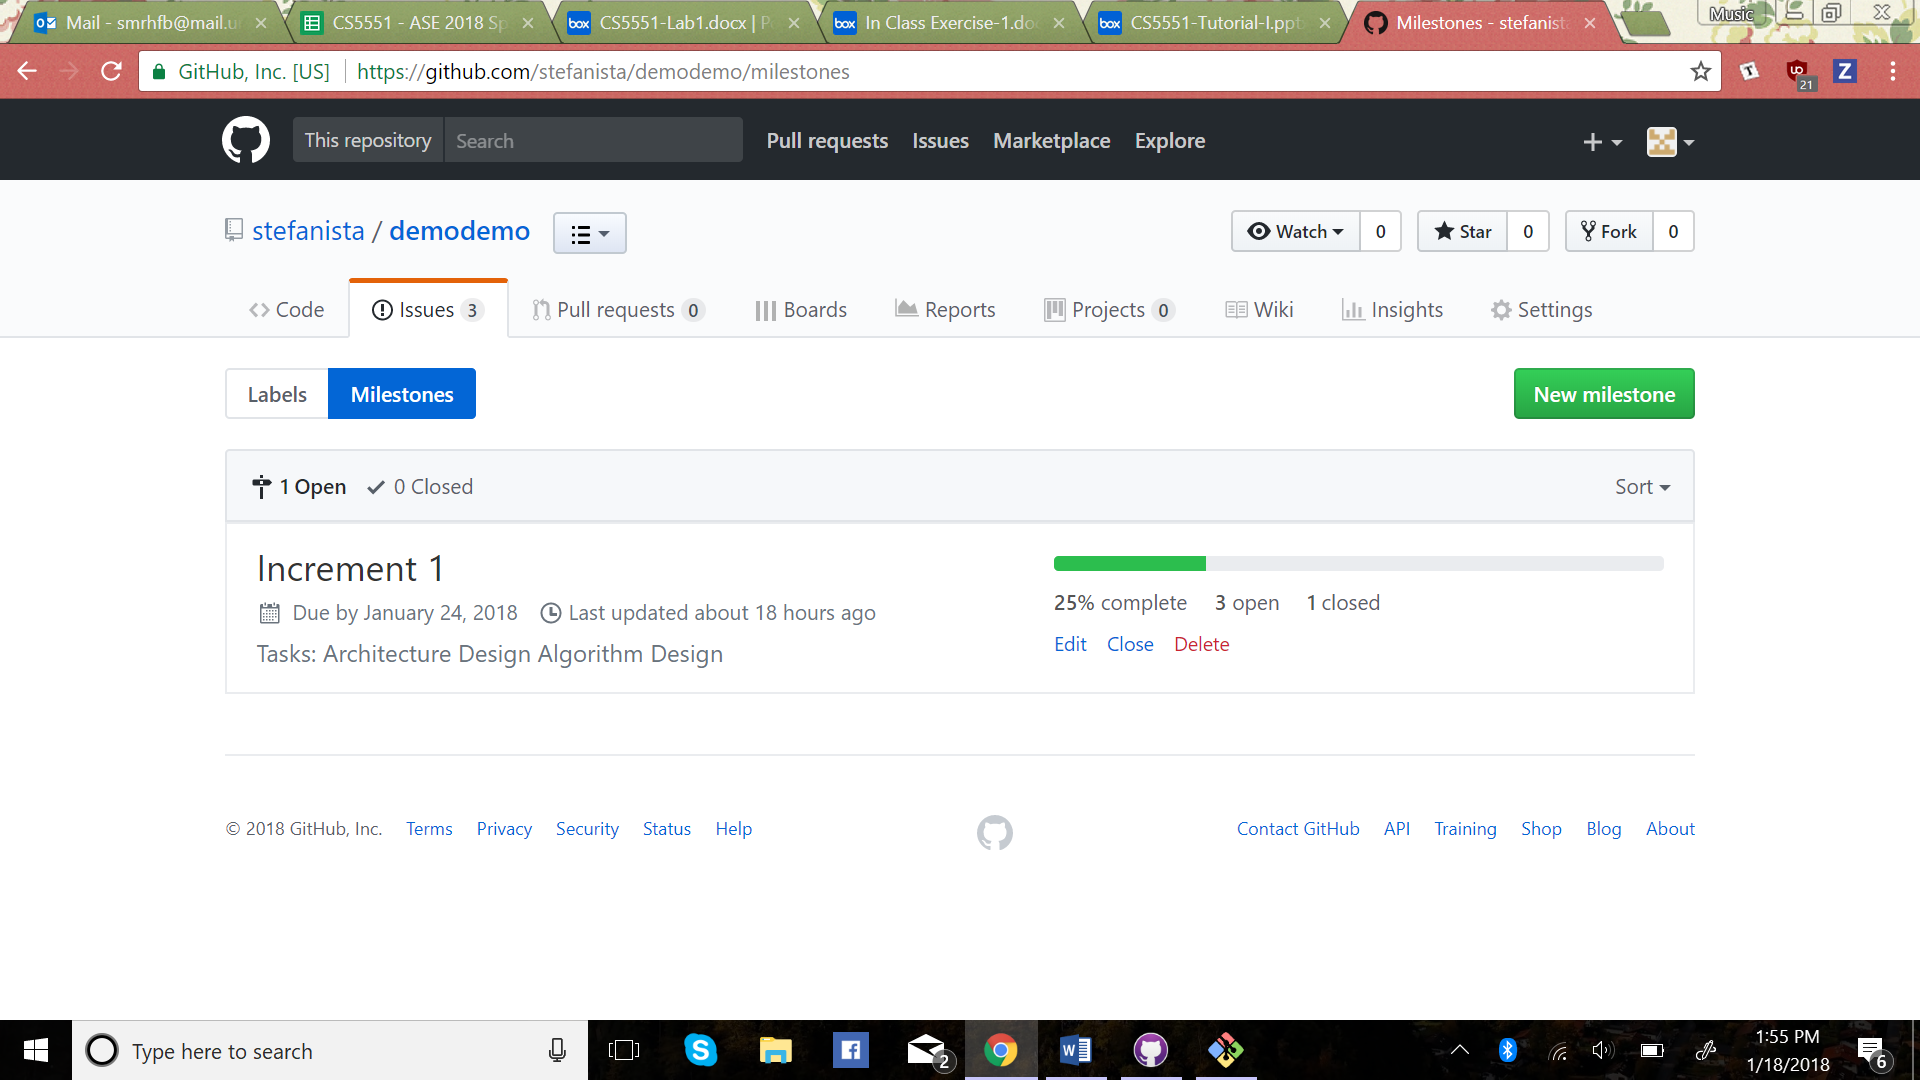 Mail - smrhfb@mail.u
CS5551 - ASE 2018 Sp
box CS5551-Lab1.docx | P
box In Class Exercise-1.do
box CS5551-Tutorial-I.ppt
Milestones - stefanista
Music
GitHub, Inc. [US] https://github.com/stefanista/demodemo/milestones
21
Z
This repository Search Pull requests Issues Marketplace Explore
stefanista / demodemo
Watch 0 Star 0 Fork 0
Code Issues 3 Pull requests 0 Boards Reports Projects 0 Wiki Insights Settings
Labels Milestones New milestone
1 Open 0 Closed Sort
Increment 1
Due by January 24, 2018 Last updated about 18 hours ago
Tasks: Architecture Design Algorithm Design
25% complete 3 open 1 closed
Edit Close Delete
© 2018 GitHub, Inc. Terms Privacy Security Status Help Contact GitHub API Training Shop Blog About
Type here to search
2
1:55 PM
1/18/2018
6